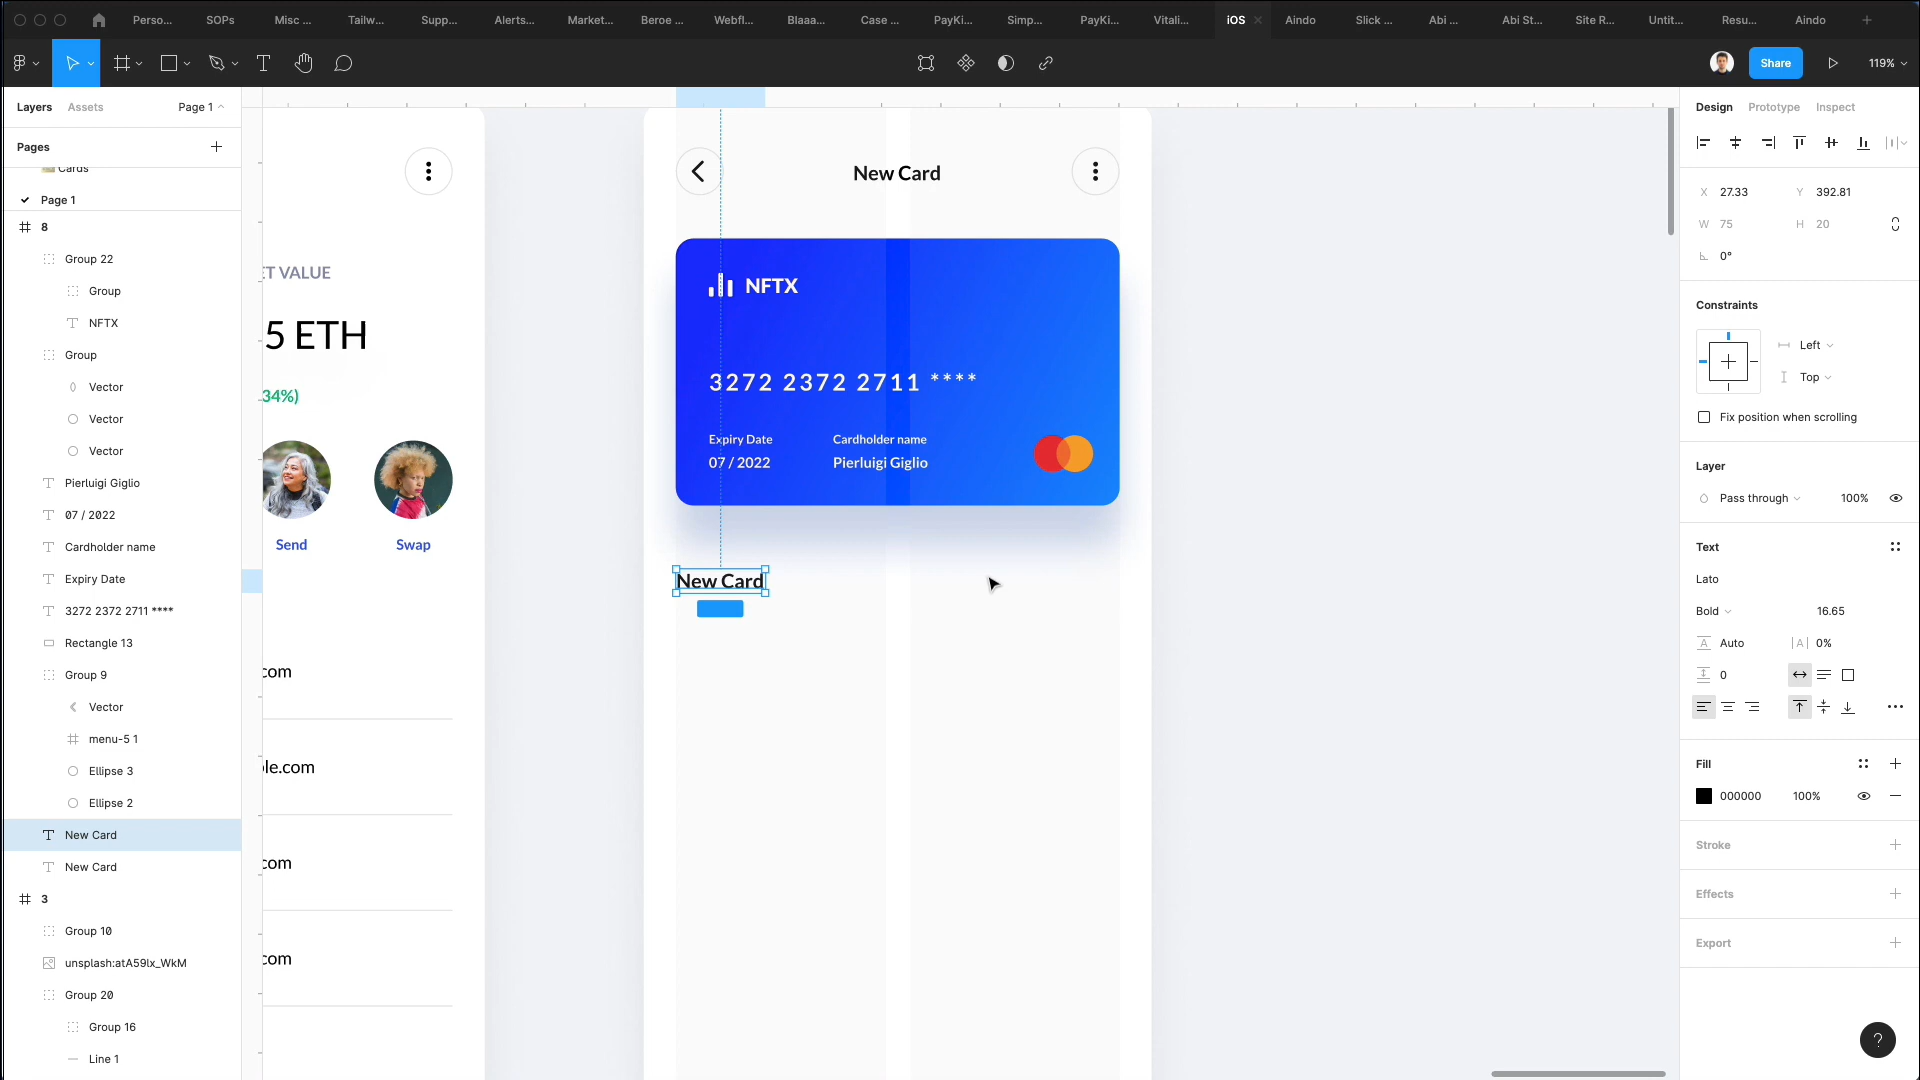 Perso... SOPs Misc ... Tailw... Supp... Alerts... Market... Beroe ... Webfl... Blaaa... Case ... PayKi... Simp... PayKi... Vitali... iOS Aindo Slick ... Abi ... Abi St... Site R... Untit... Resu... Aindo
Share 119%
Layers Assets Page 1
Pages
Cards
Page 1
8
Group 22
Group
NFTX
Group
Vector
Vector
Vector
Pierluigi Giglio
07 / 2022
Cardholder name
Expiry Date
3272 2372 2711 ****
Rectangle 13
Group 9
Vector
menu-5 1
Ellipse 3
Ellipse 2
New Card
New Card
3
Group 10
unsplash:atA59lx_WkM
Group 20
Group 16
Line 1
ET VALUE
5 ETH
34%)
Send Swap
.com
ple.com
.com
.com
New Card
NFTX
3272 2372 2711 ****
Expiry Date Cardholder name
07 / 2022 Pierluigi Giglio
New Card
Design Prototype Inspect
X 27.33 Y 392.81
W 75 H 20
0°
Constraints
Left
Top
Fix position when scrolling
Layer
Pass through 100%
Text
Lato
Bold 16.65
A Auto |A| 0%
0
Fill
000000 100%
Stroke
Effects
Export
?